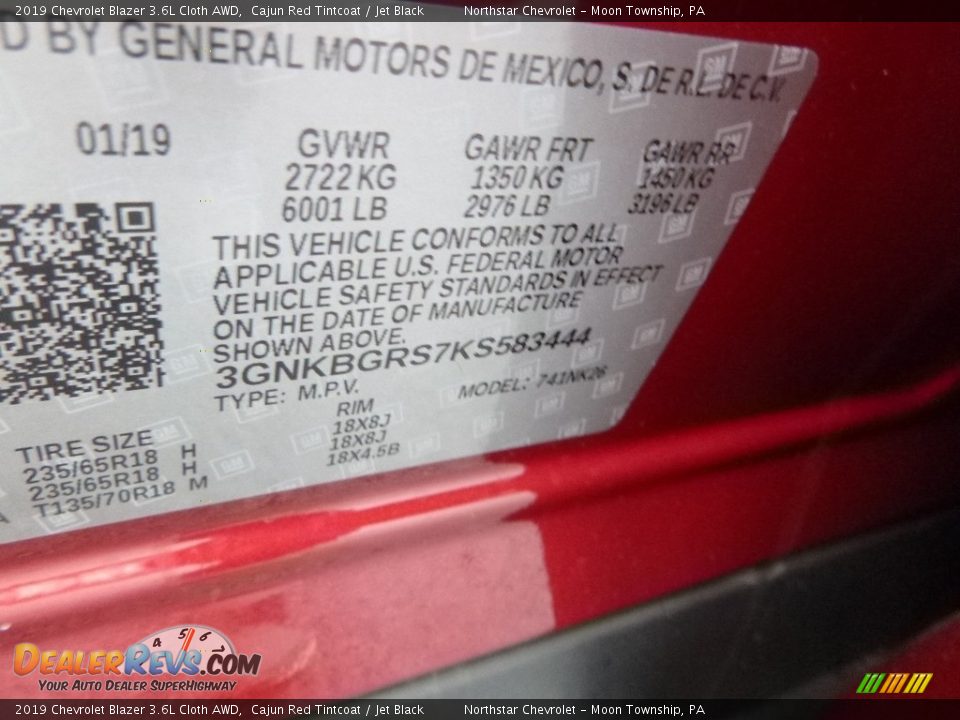 2019 Chevrolet Blazer 3.6L Cloth AWD, Cajun Red Tintcoat / Jet Black Northstar Chevrolet - Moon Township, PA
D BY GENERAL MOTORS DE MEXICO, S. DE R.L. DE C.V.
01/19 GVWR GAWR FRT GAWR RR
2722 KG 1350 KG 1450 KG
6001 LB 2976 LB 3196 LB
THIS VEHICLE CONFORMS TO ALL
APPLICABLE U.S. FEDERAL MOTOR
VEHICLE SAFETY STANDARDS IN EFFECT
ON THE DATE OF MANUFACTURE
SHOWN ABOVE.
3GNKBGRS7KS583444
TYPE: M.P.V. MODEL: 741NK26
TIRE SIZE RIM
235/65R18 H 18X8J
235/65R18 H 18X8J
T135/70R18 M 18X4.5B
4 5 6
DEALERREVS.COM
YOUR AUTO DEALER SUPERHIGHWAY
2019 Chevrolet Blazer 3.6L Cloth AWD, Cajun Red Tintcoat / Jet Black Northstar Chevrolet - Moon Township, PA